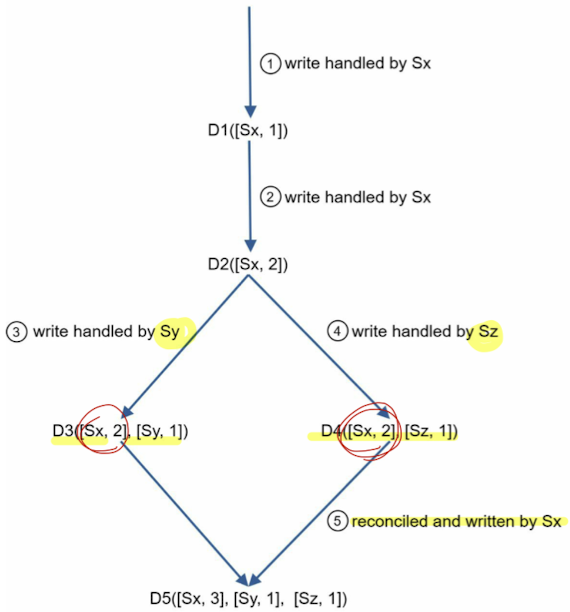 ① write handled by Sx
D1([Sx, 1])
② write handled by Sx
D2([Sx, 2])
③ write handled by Sy
④ write handled by Sz
D3([Sx, 2], [Sy, 1])
D4([Sx, 2], [Sz, 1])
⑤ reconciled and written by Sx
D5([Sx, 3], [Sy, 1], [Sz, 1])